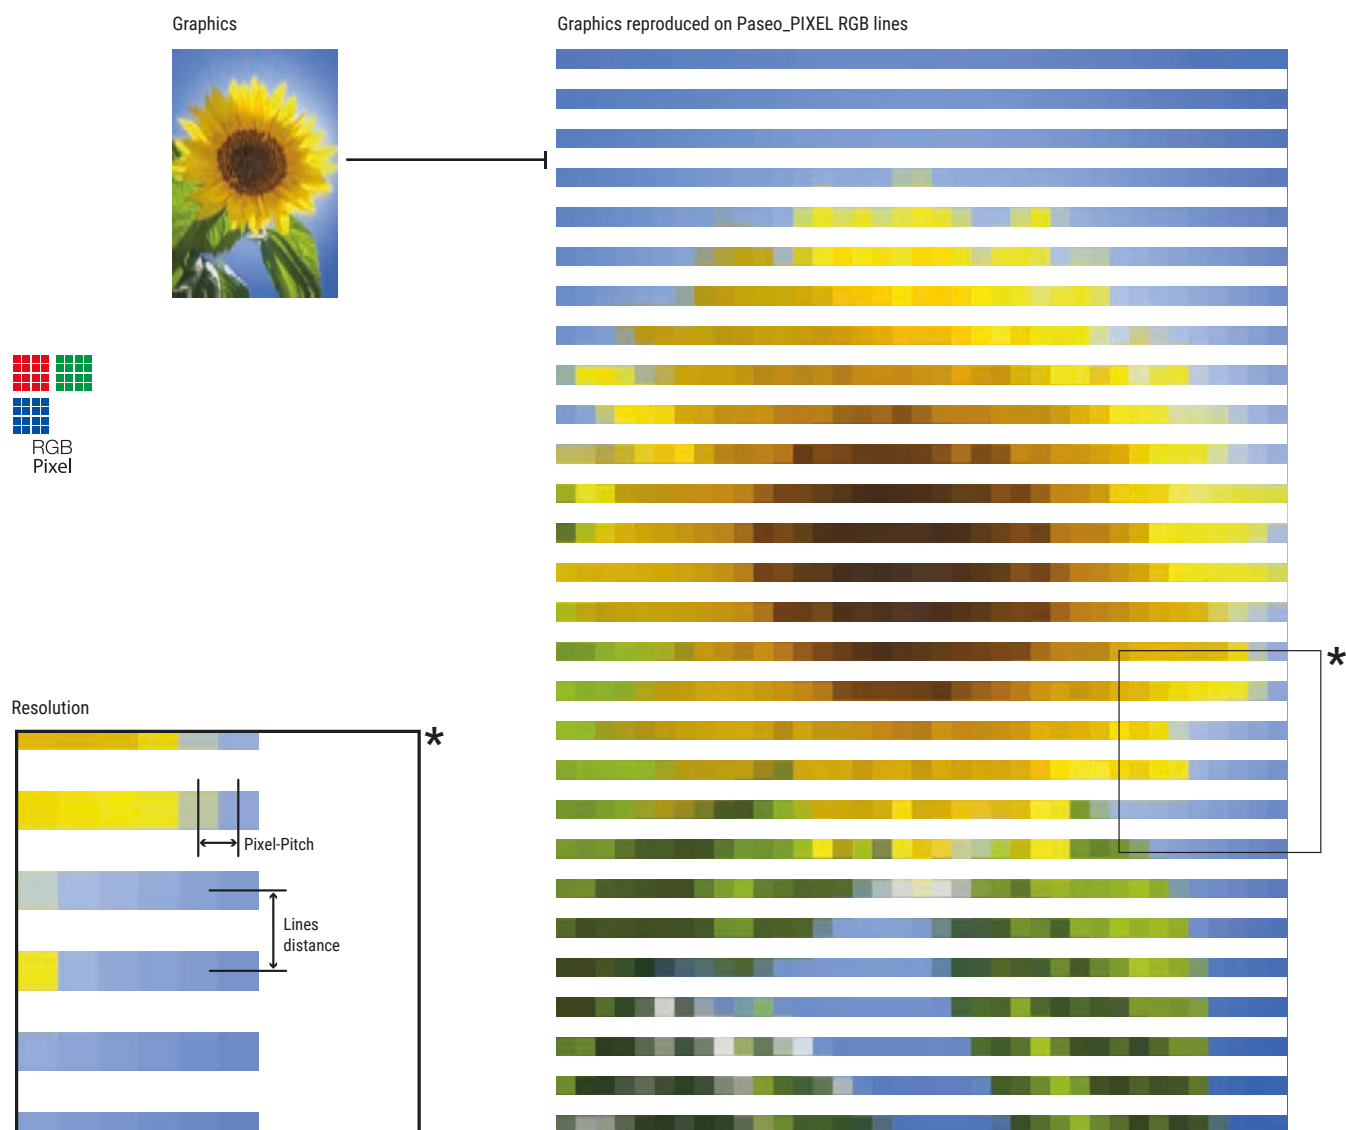 Graphics
Graphics reproduced on Paseo_PIXEL RGB lines
RGB
Pixel
*
Resolution
*
Pixel-Pitch
Lines
distance